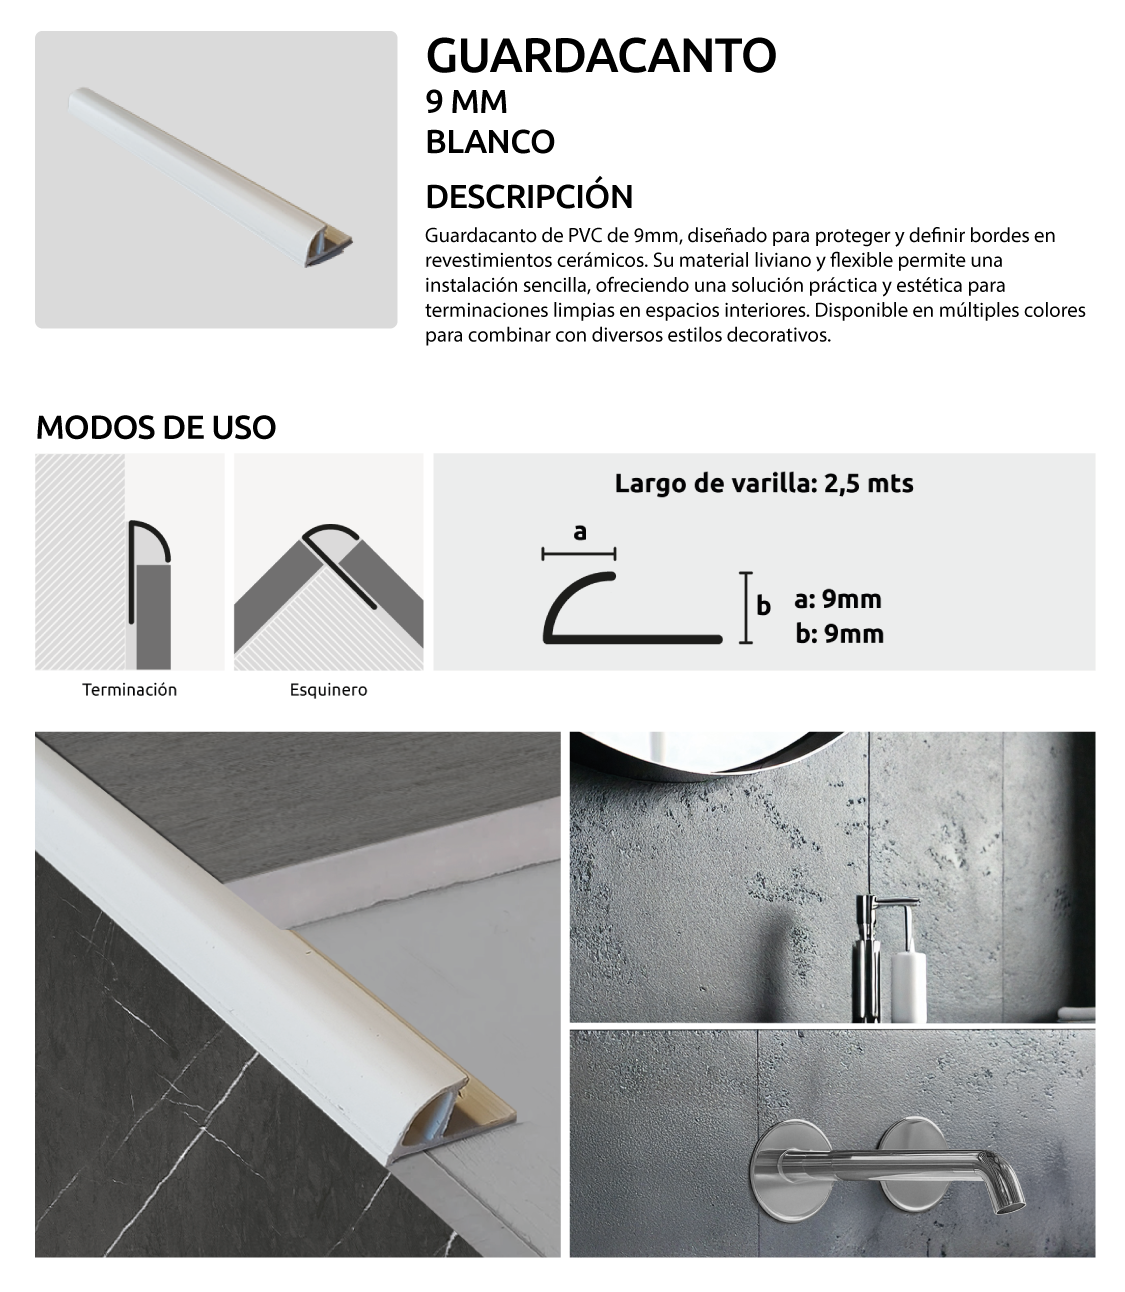 GUARDACANTO
9 MM
BLANCO
DESCRIPCIÓN
Guardacanto de PVC de 9mm, diseñado para proteger y definir bordes en
revestimientos cerámicos. Su material liviano y flexible permite una
instalación sencilla, ofreciendo una solución práctica y estética para
terminaciones limpias en espacios interiores. Disponible en múltiples colores
para combinar con diversos estilos decorativos.
MODOS DE USO
Terminación
Esquinero
Largo de varilla: 2,5 mts
a
b
a: 9mm
b: 9mm